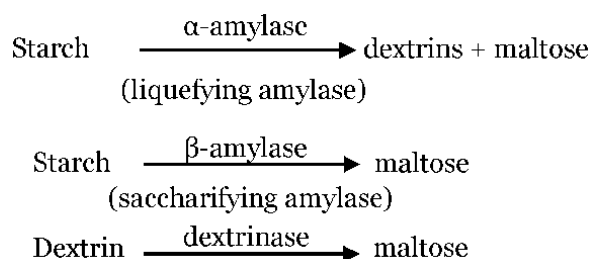 α-amylase
Starch dextrins + maltose
(liquefying amylase)
β-amylase
Starch maltose
(saccharifying amylase)
dextrinase
Dextrin maltose